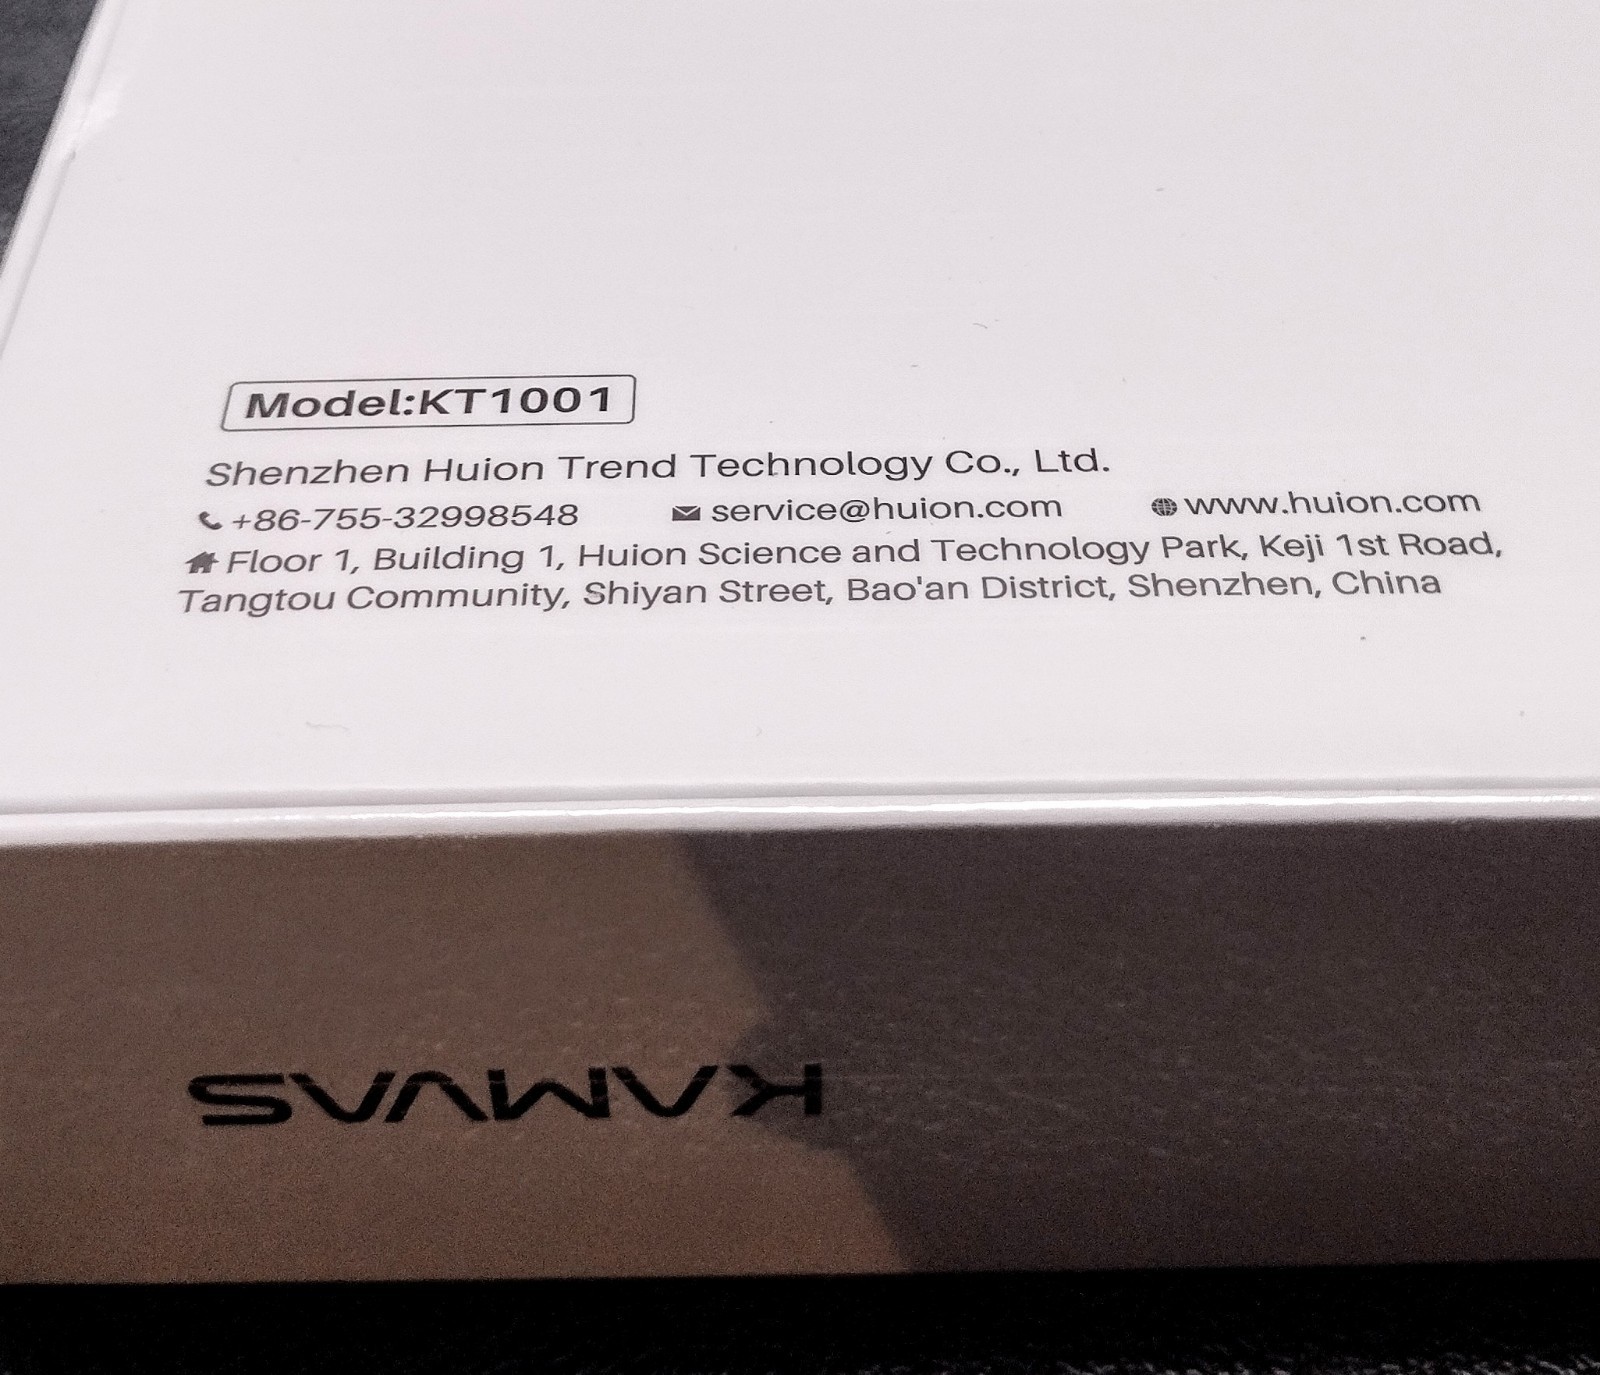 Model:KT1001
Shenzhen Huion Trend Technology Co., Ltd.
+86-755-32998548 service@huion.com www.huion.com
Floor 1, Building 1, Huion Science and Technology Park, Keji 1st Road,
Tangtou Community, Shiyan Street, Bao'an District, Shenzhen, China
KAMVAS